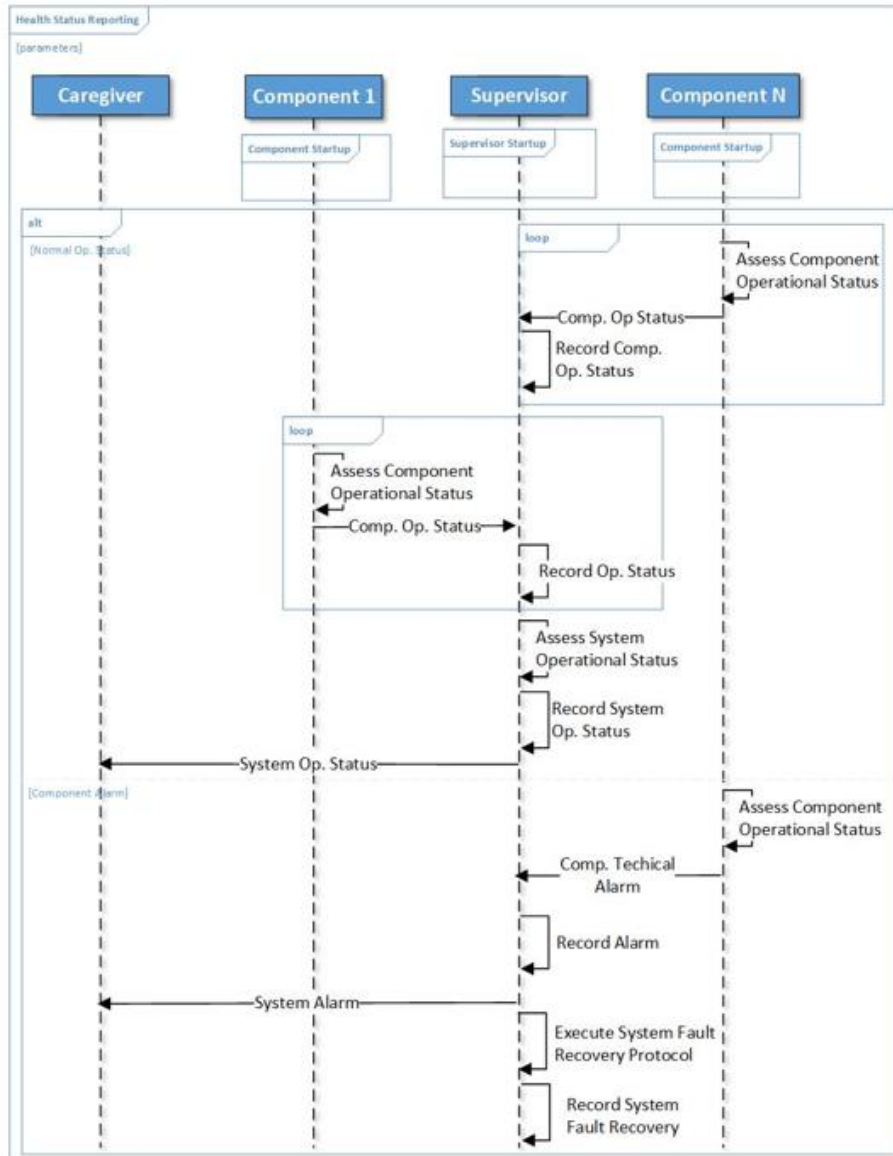 Health Status Reporting
[parameters]
Caregiver
Component 1
Supervisor
Component N
Component Startup
Supervisor Startup
Component Startup
alt
[Normal Op. Status]
loop
Assess Component
Operational Status
Comp. Op Status
Record Comp.
Op. Status
loop
Assess Component
Operational Status
Comp. Op. Status
Record Op. Status
Assess System
Operational Status
Record System
Op. Status
System Op. Status
[Component Alarm]
Assess Component
Operational Status
Comp. Techical
Alarm
Record Alarm
System Alarm
Execute System Fault
Recovery Protocol
Record System
Fault Recovery